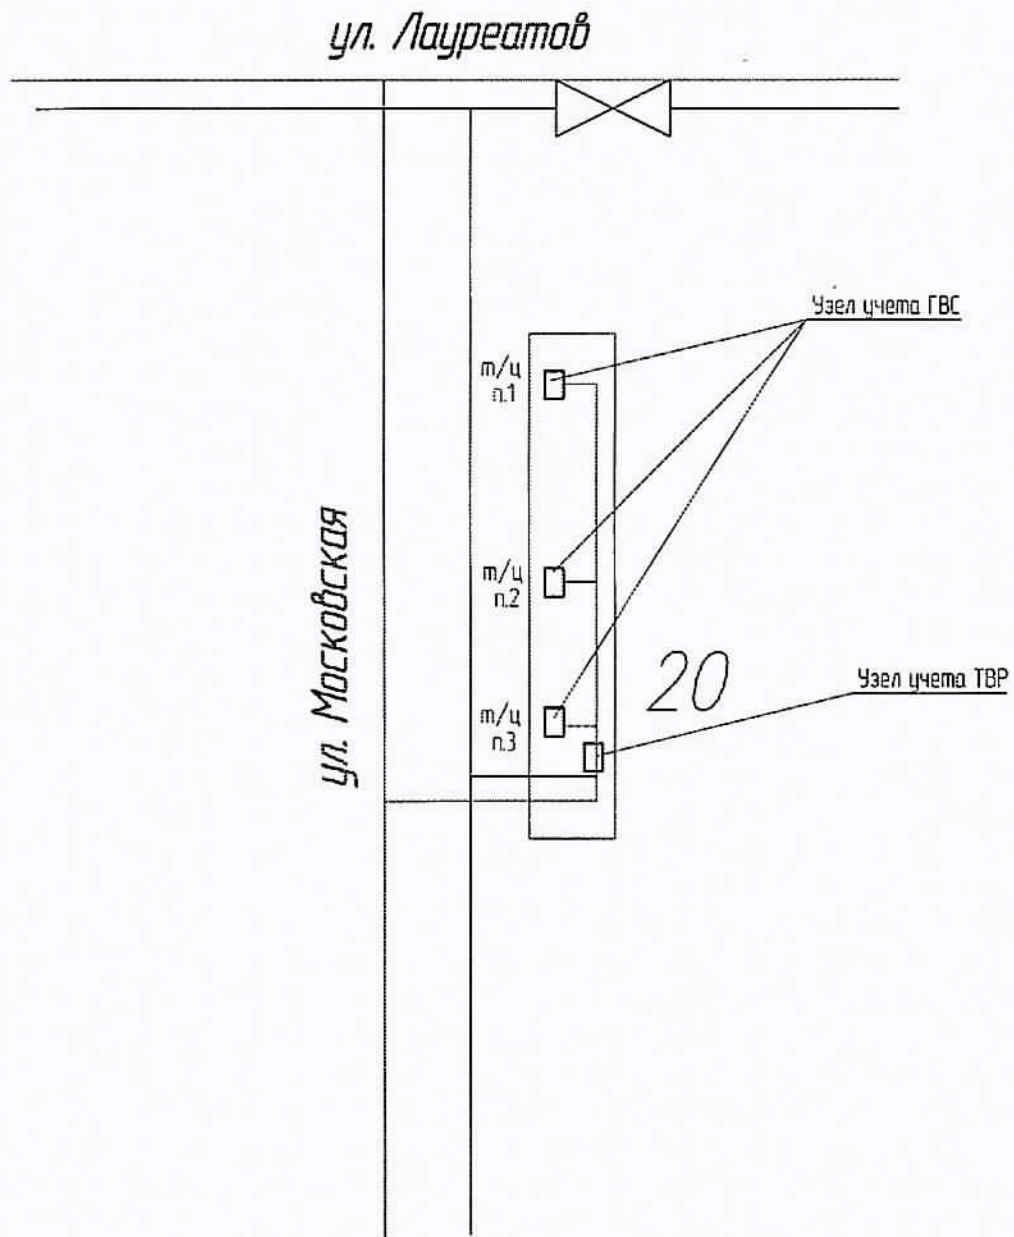 ул. Лауреатов
Узел учета ГВС
т/ц
п.1
т/ц
п.2
ул. Московская
20
Узел учета ТВР
т/ц
п.3